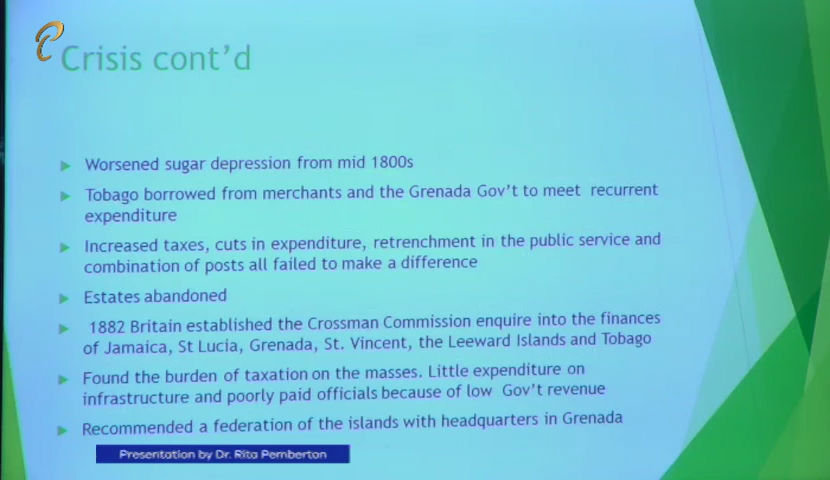 Crisis cont'd
Worsened sugar depression from mid 1800s
Tobago borrowed from merchants and the Grenada Gov't to meet recurrent
expenditure
Increased taxes, cuts in expenditure, retrenchment in the public service and
combination of posts all failed to make a difference
Estates abandoned
1882 Britain established the Crossman Commission enquire into the finances
of Jamaica, St Lucia, Grenada, St. Vincent, the Leeward Islands and Tobago
Found the burden of taxation on the masses. Little expenditure on
infrastructure and poorly paid officials because of low Gov't revenue
Recommended a federation of the islands with headquarters in Grenada
Presentation by Dr. Rita Pemberton